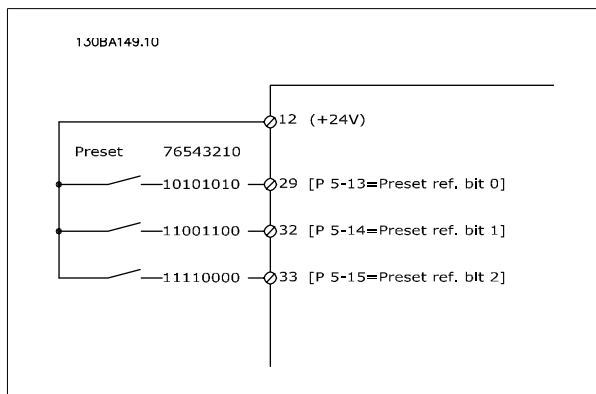 130BA149.10
12 (+24V)
Preset 76543210
10101010 29 [P 5-13=Preset ref. bit 0]
11001100 32 [P 5-14=Preset ref. bit 1]
11110000 33 [P 5-15=Preset ref. blt 2]